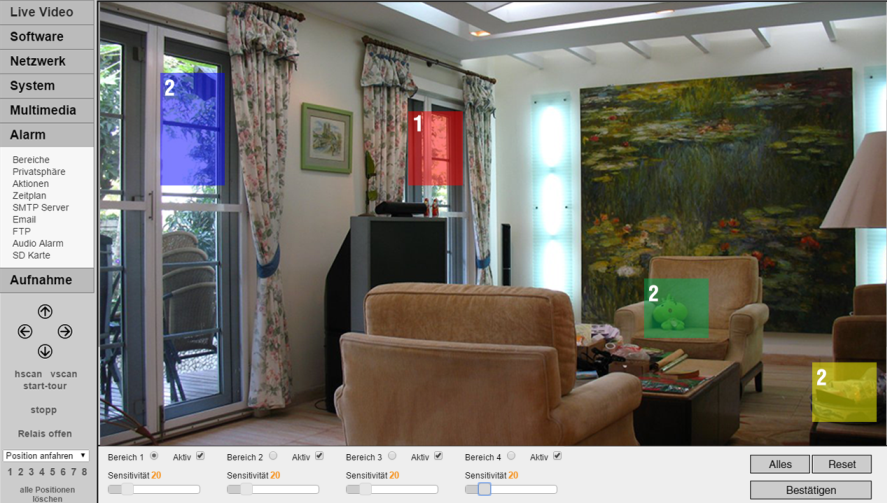 Live Video
Software
Netzwerk
System
Multimedia
Alarm
Bereiche
Privatsphäre
Aktionen
Zeitplan
SMTP Server
Email
FTP
Audio Alarm
SD Karte
Aufnahme
hscan vscan
start-tour
stopp
Relais offen
Position anfahren
1 2 3 4 5 6 7 8
alle Positionen
löschen
2
1
2
2
Bereich 1 Aktiv Bereich 2 Aktiv Bereich 3 Aktiv Bereich 4 Aktiv
Sensitivität 20 Sensitivität 20 Sensitivität 20 Sensitivität 20
Alles Reset
Bestätigen